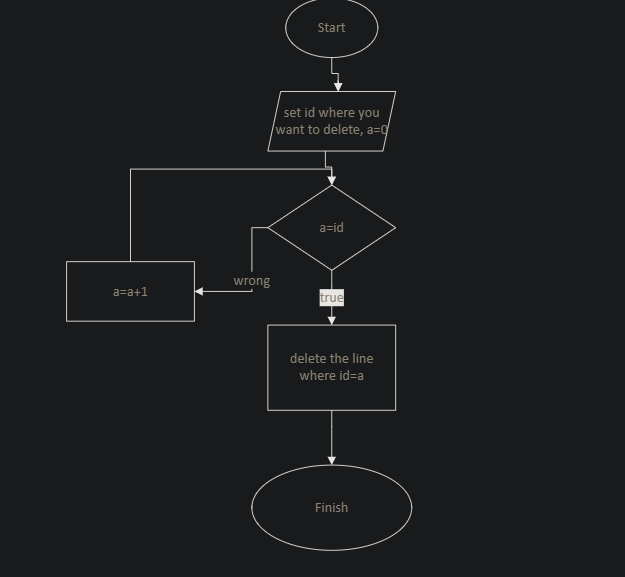 Start
set id where you
want to delete, a=0
a=id
wrong
a=a+1
true
delete the line
where id=a
Finish